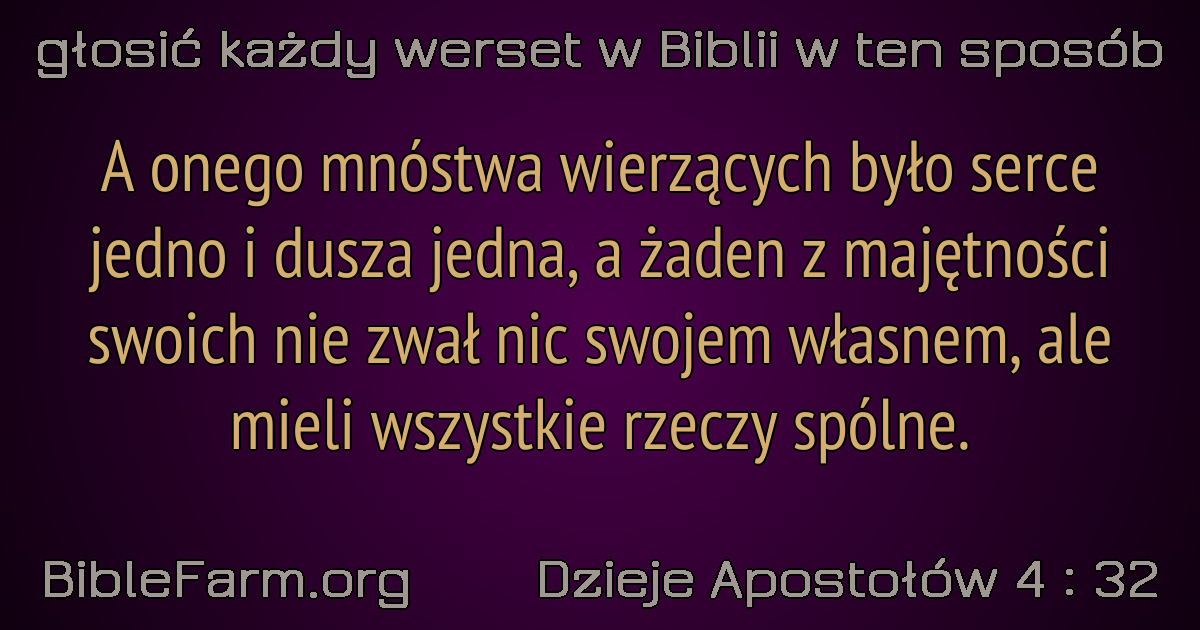 głosić każdy werset w Biblii w ten sposób
A onego mnóstwa wierzących było serce
jedno i dusza jedna, a żaden z majętności
swoich nie zwał nic swojem własnem, ale
mieli wszystkie rzeczy spólne.
BibleFarm.org
Dzieje Apostołów 4 : 32